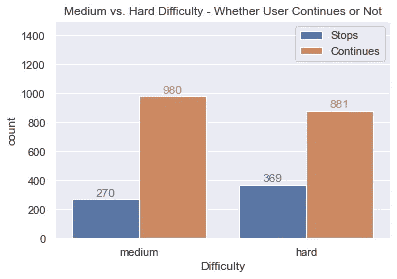 Medium vs. Hard Difficulty - Whether User Continues or Not
Stops
Continues
1400
1200
1000
800
600
400
200
0
count
270
980
369
881
medium
hard
Difficulty